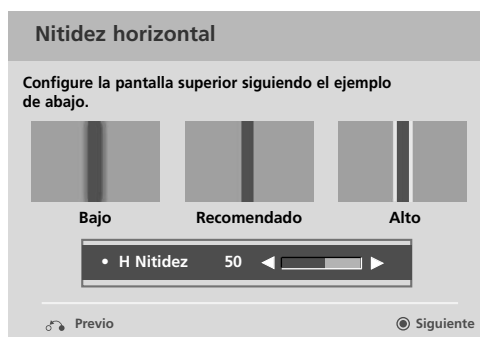 Nitidez horizontal
Configure la pantalla superior siguiendo el ejemplo
de abajo.
Bajo Recomendado Alto
• H Nitidez 50 ◀ ▶
Previo ◉ Siguiente